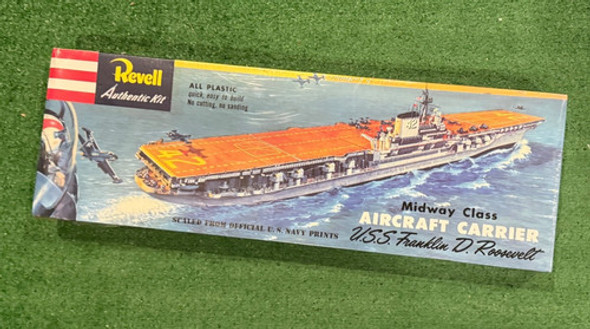 Revell
Authentic Kit
ALL PLASTIC
quick, easy to build
No cutting, no sanding
42
42
Midway Class
AIRCRAFT CARRIER
U.S.S. Franklin D. Roosevelt
SCALED FROM OFFICIAL U.S. NAVY PRINTS